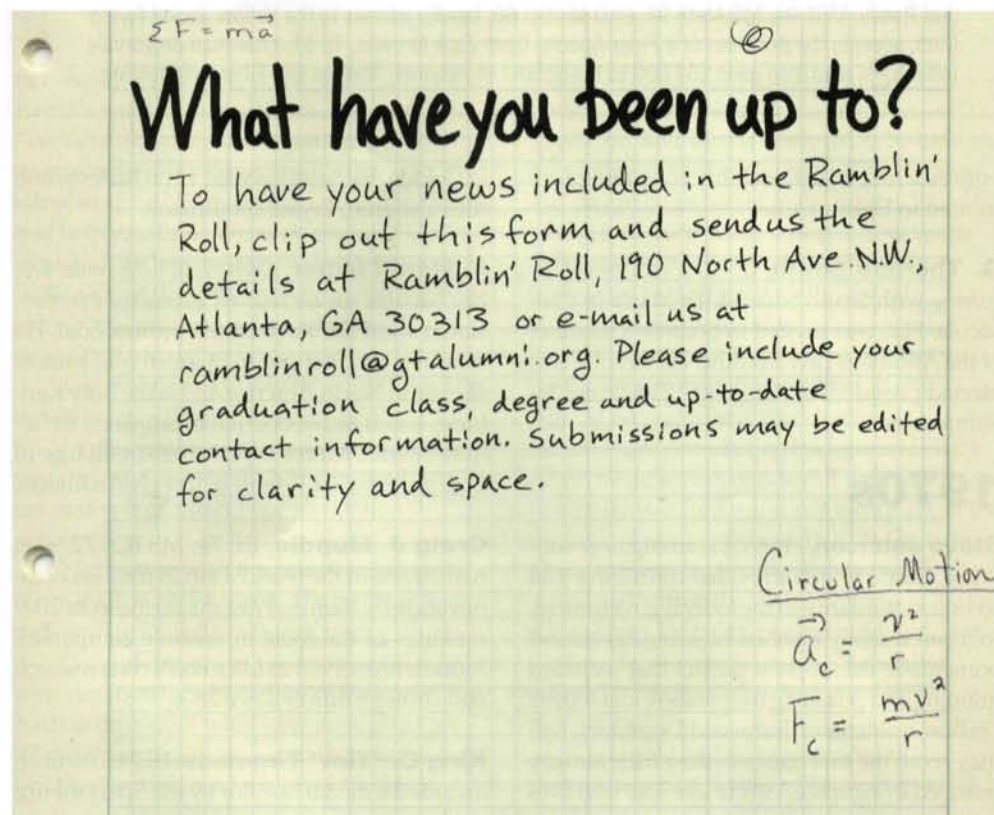 ΣF = ma⃗
What have you been up to?
To have your news included in the Ramblin'
Roll, clip out this form and send us the
details at Ramblin' Roll, 190 North Ave. N.W.,
Atlanta, GA 30313 or e-mail us at
ramblinroll@gtalumni.org. Please include your
graduation class, degree and up-to-date
contact information. Submissions may be edited
for clarity and space.
Circular Motion
a⃗c = v²/r
Fc = mv²/r